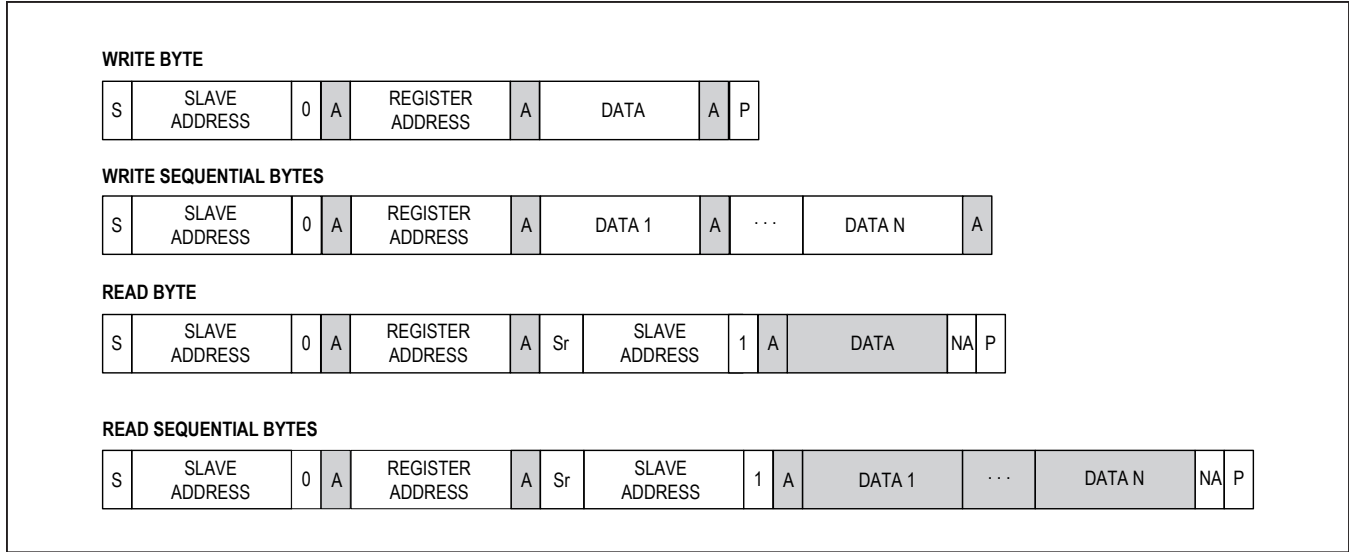 WRITE BYTE
S SLAVE ADDRESS 0 A REGISTER ADDRESS A DATA A P
WRITE SEQUENTIAL BYTES
S SLAVE ADDRESS 0 A REGISTER ADDRESS A DATA 1 A ... DATA N A
READ BYTE
S SLAVE ADDRESS 0 A REGISTER ADDRESS A Sr SLAVE ADDRESS 1 A DATA NA P
READ SEQUENTIAL BYTES
S SLAVE ADDRESS 0 A REGISTER ADDRESS A Sr SLAVE ADDRESS 1 A DATA 1 ... DATA N NA P